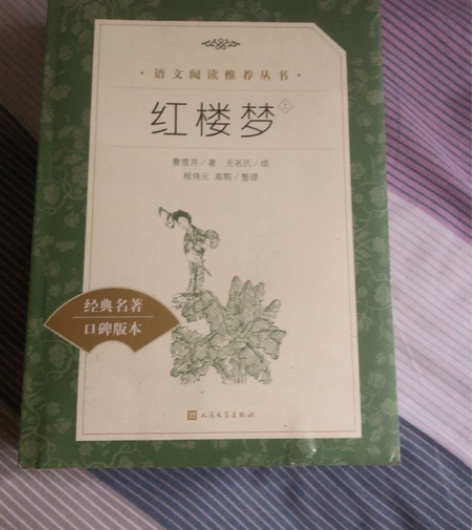 ·语文阅读推荐丛书·
红楼梦 上
曹雪芹/著 无名氏/续
程伟元 高鹗/整理
经典名著
口碑版本
人民文学出版社